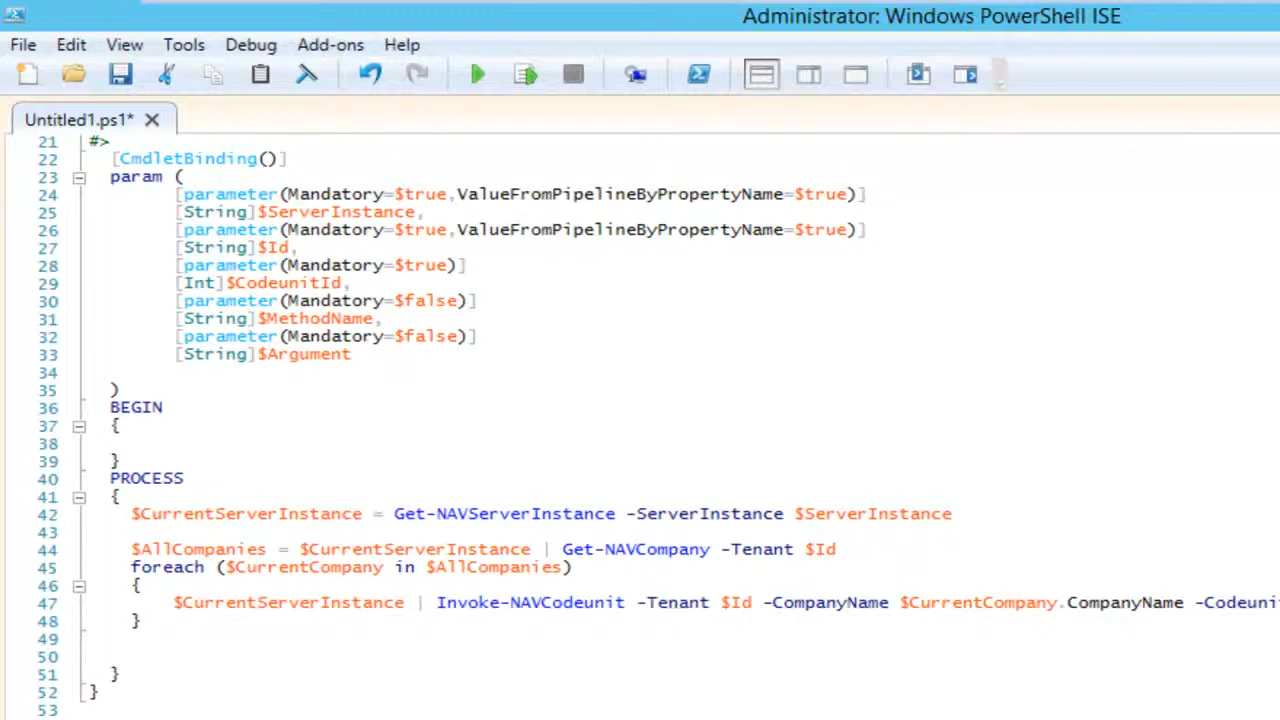 Administrator: Windows PowerShell ISE
File Edit View Tools Debug Add-ons Help
Untitled1.ps1*
21 #>
22 [CmdletBinding()]
23 param (
24 [parameter(Mandatory=$true,ValueFromPipelineByPropertyName=$true)]
25 [String]$ServerInstance,
26 [parameter(Mandatory=$true,ValueFromPipelineByPropertyName=$true)]
27 [String]$Id,
28 [parameter(Mandatory=$true)]
29 [Int]$CodeunitId,
30 [parameter(Mandatory=$false)]
31 [String]$MethodName,
32 [parameter(Mandatory=$false)]
33 [String]$Argument
34
35 )
36 BEGIN
37 {
38
39 }
40 PROCESS
41 {
42 $CurrentServerInstance = Get-NAVServerInstance -ServerInstance $ServerInstance
43
44 $AllCompanies = $CurrentServerInstance | Get-NAVCompany -Tenant $Id
45 foreach ($CurrentCompany in $AllCompanies)
46 {
47 $CurrentServerInstance | Invoke-NAVCodeunit -Tenant $Id -CompanyName $CurrentCompany.CompanyName -Codeuni
48 }
49
50
51 }
52 }
53